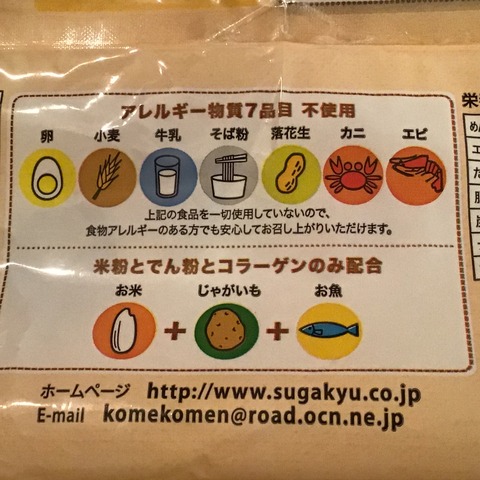 アレルギー物質7品目 不使用
卵 小麦 牛乳 そば粉 落花生 カニ エビ
上記の食品を一切使用していないので、
食物アレルギーのある方でも安心してお召し上がりいただけます。
米粉とでん粉とコラーゲンのみ配合
お米 じゃがいも お魚
+ +
ホームページ http://www.sugakyu.co.jp
E-mail komekomen@road.ocn.ne.jp
栄
めん
エ
た